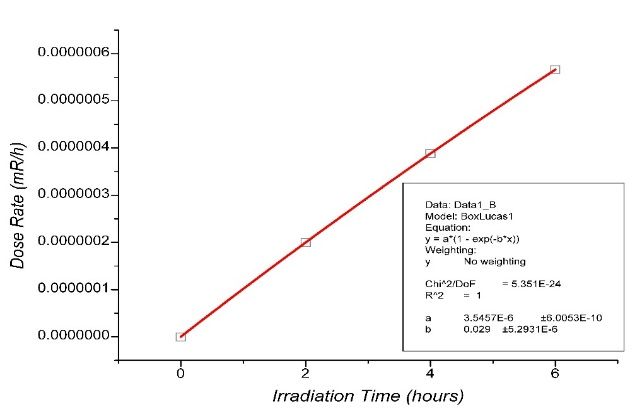 0.0000006
0.0000005
0.0000004
0.0000003
0.0000002
0.0000001
0.0000000
Dose Rate (mR/h)
Data: Data1_B
Model: BoxLucas1
Equation:
y = a*(1 - exp(-b*x))
Weighting:
y No weighting
Chi^2/DoF = 5.351E-24
R^2 = 1
a 3.5457E-6 ±6.0053E-10
b 0.029 ±5.2931E-6
0 2 4 6
Irradiation Time (hours)